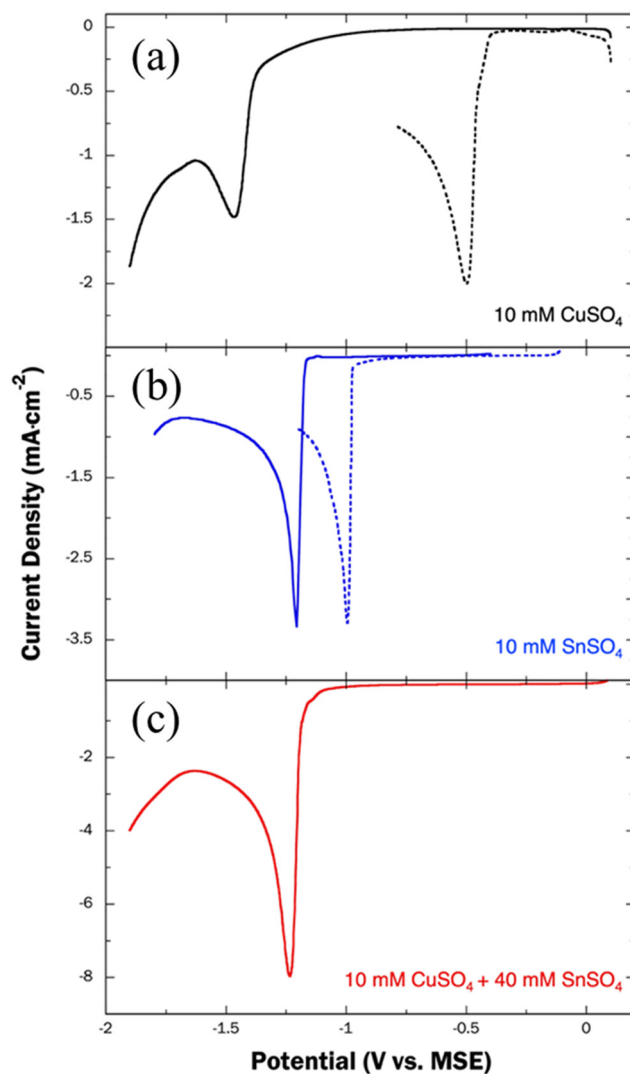 0
(a)
-0.5
-1
-1.5
-2
10 mM CuSO₄
(b)
-0.5
-1.5
-2.5
-3.5
10 mM SnSO₄
Current Density (mA·cm⁻²)
(c)
-2
-4
-6
-8
10 mM CuSO₄ + 40 mM SnSO₄
-2 -1.5 -1 -0.5 0
Potential (V vs. MSE)